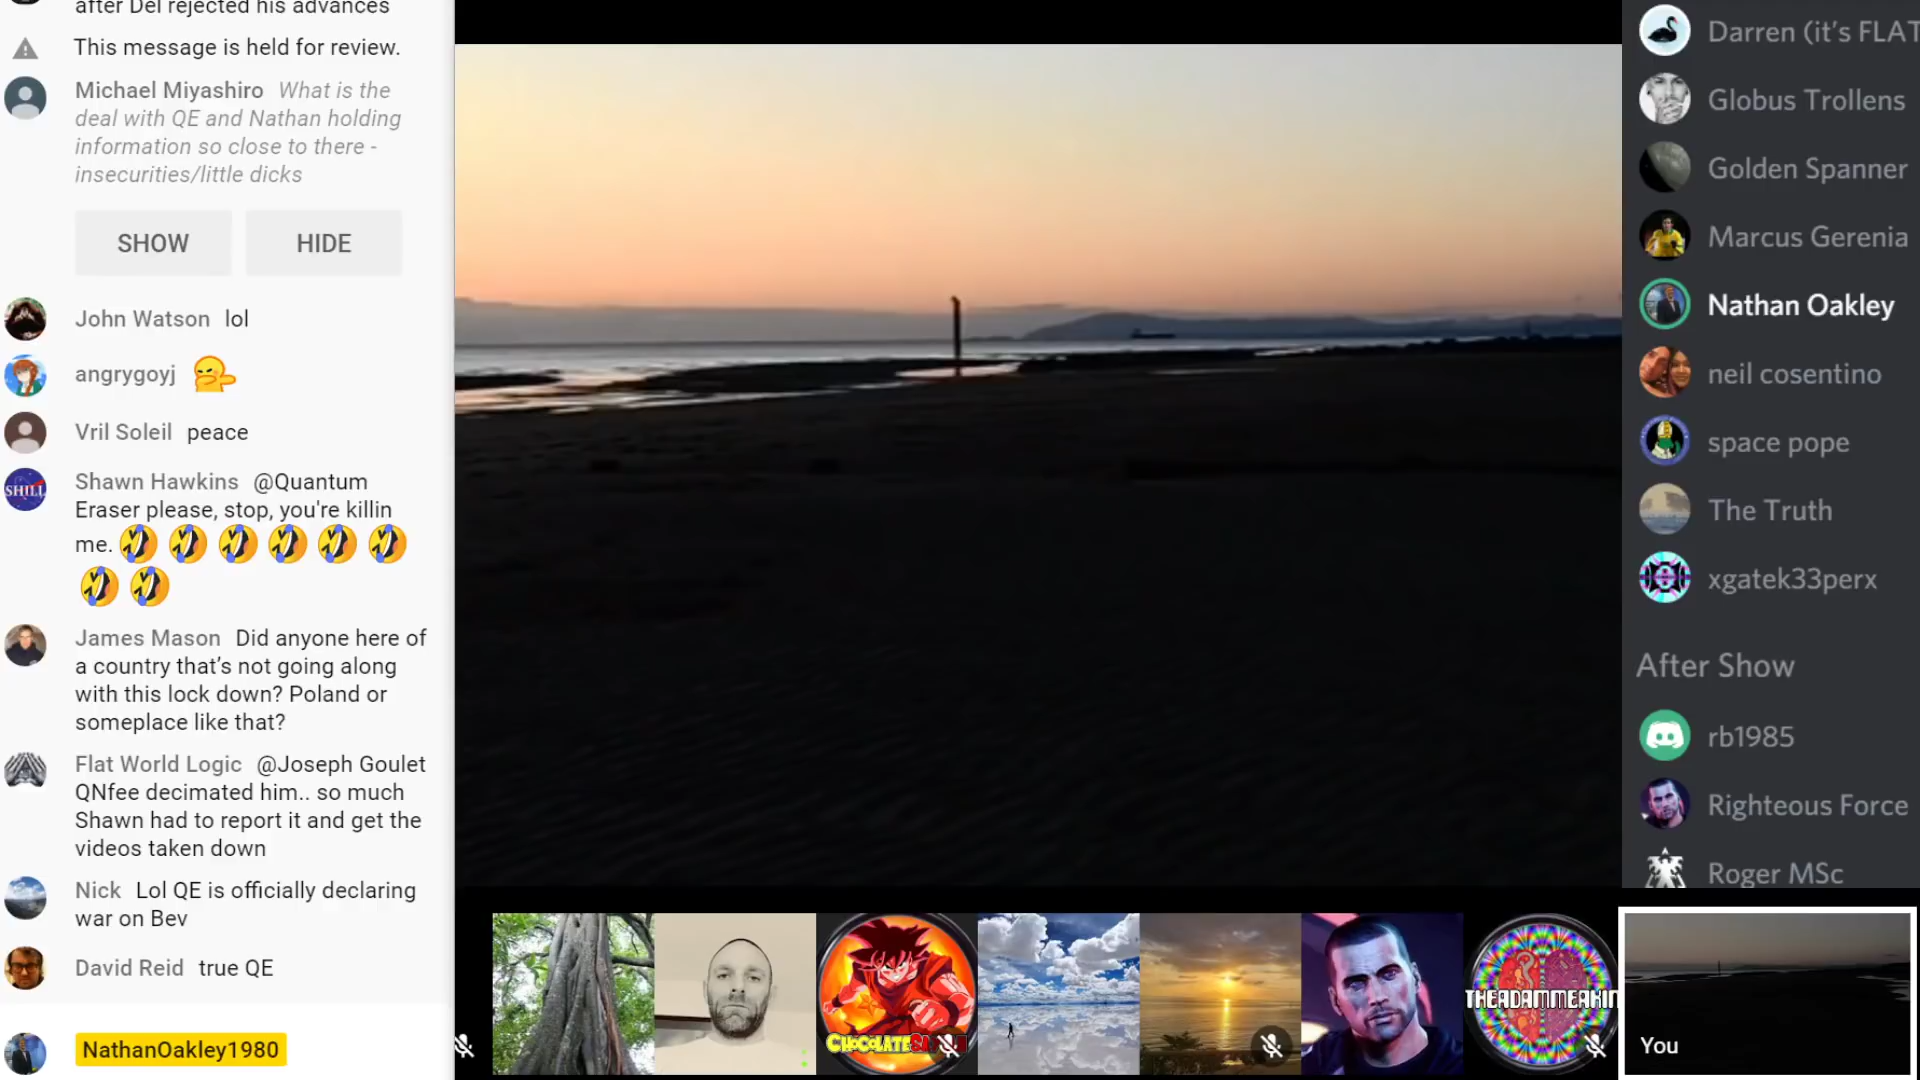 after Del rejected his advances
This message is held for review.
Michael Miyashiro What is the
deal with QE and Nathan holding
information so close to there -
insecurities/little dicks
SHOW HIDE
John Watson lol
angrygoyj
Vril Soleil peace
SHILL
Shawn Hawkins @Quantum
Eraser please, stop, you're killin
me.
James Mason Did anyone here of
a country that’s not going along
with this lock down? Poland or
someplace like that?
Flat World Logic @Joseph Goulet
QNfee decimated him.. so much
Shawn had to report it and get the
videos taken down
Nick Lol QE is officially declaring
war on Bev
David Reid true QE
NathanOakley1980
Darren (it’s FLAT
Globus Trollens
Golden Spanner
Marcus Gerenia
Nathan Oakley
neil cosentino
space pope
The Truth
xgatek33perx
After Show
rb1985
Righteous Force
Roger MSc
THEADAMMEAKIN
You